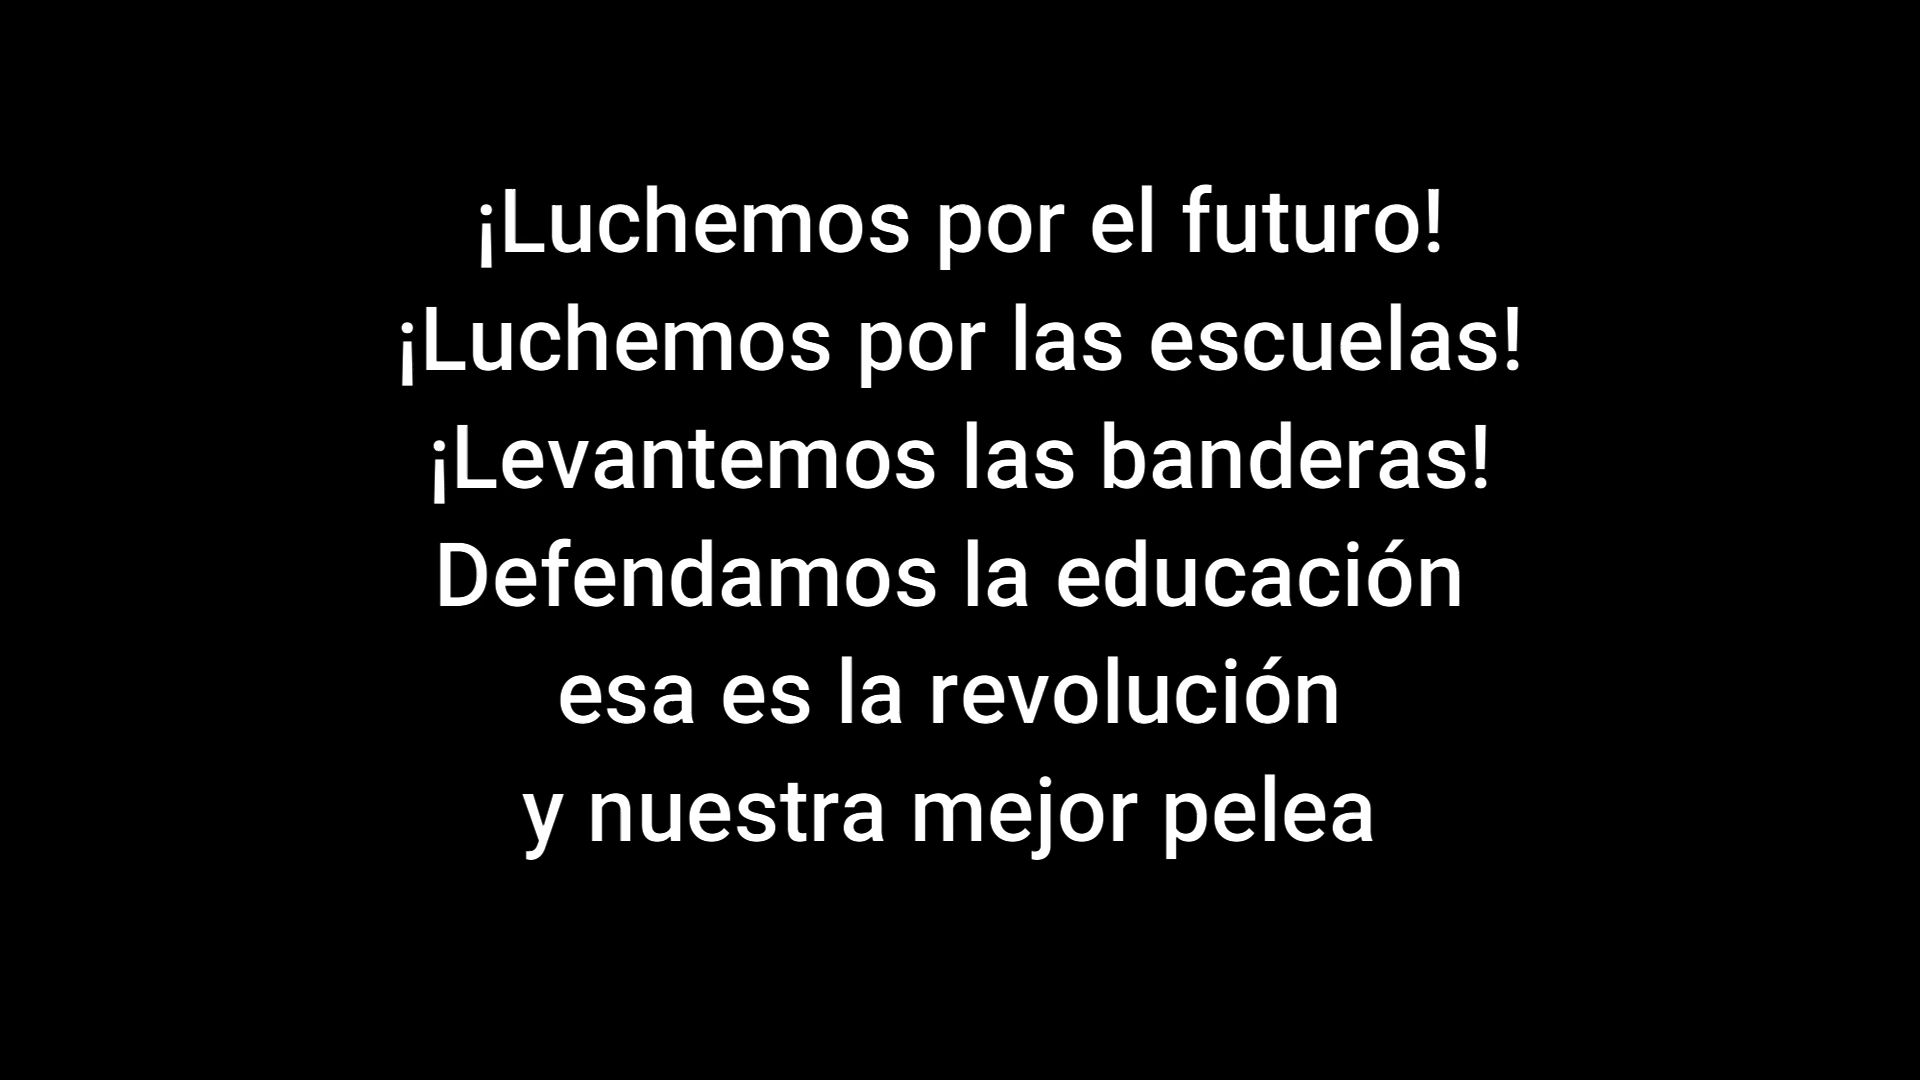 ¡Luchemos por el futuro!
¡Luchemos por las escuelas!
¡Levantemos las banderas!
Defendamos la educación
esa es la revolución
y nuestra mejor pelea